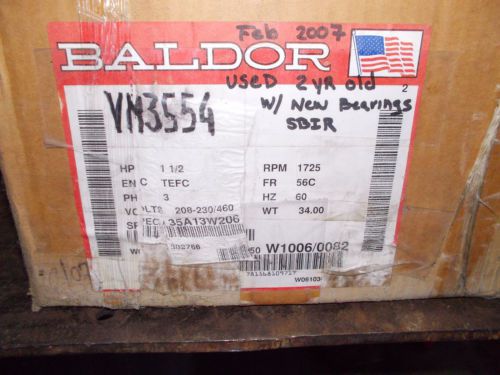 Feb 2007
BALDOR
USED 2 yR old
2
W/ New Bearings
SBIR
VM3554
HP 1 1/2 RPM 1725
ENC TEFC FR 56C
PH 3 HZ 60
VOLTS 208-230/460 WT 34.00
SPEC 35A13W206
W1006/0082